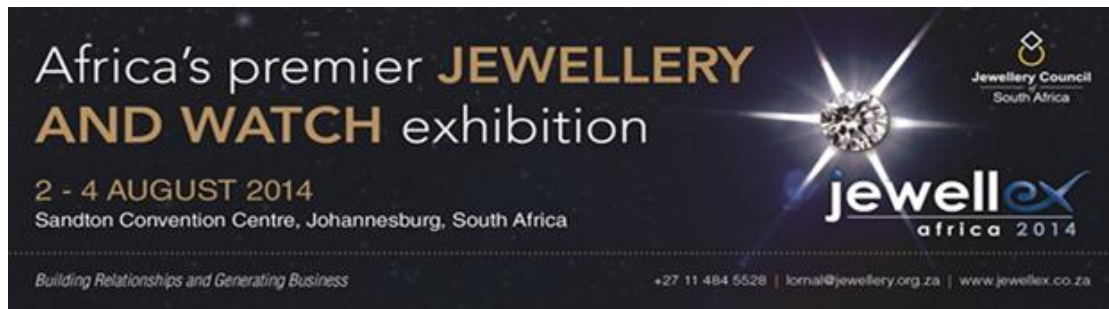 Africa's premier JEWELLERY
AND WATCH exhibition
2 - 4 AUGUST 2014
Sandton Convention Centre, Johannesburg, South Africa
Building Relationships and Generating Business
Jewellery Council
of
South Africa
jewellex
africa 2014
+27 11 484 5528 | lornal@jewellery.org.za | www.jewellex.co.za